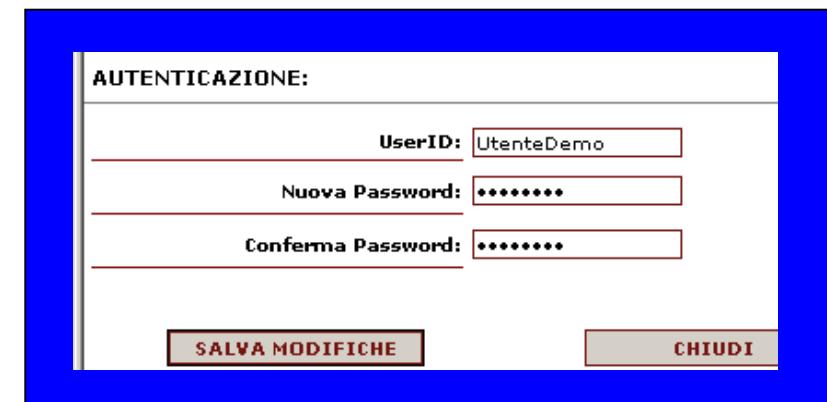 AUTENTICAZIONE:
UserID: UtenteDemo
Nuova Password: ••••••••
Conferma Password: ••••••••
SALVA MODIFICHE CHIUDI